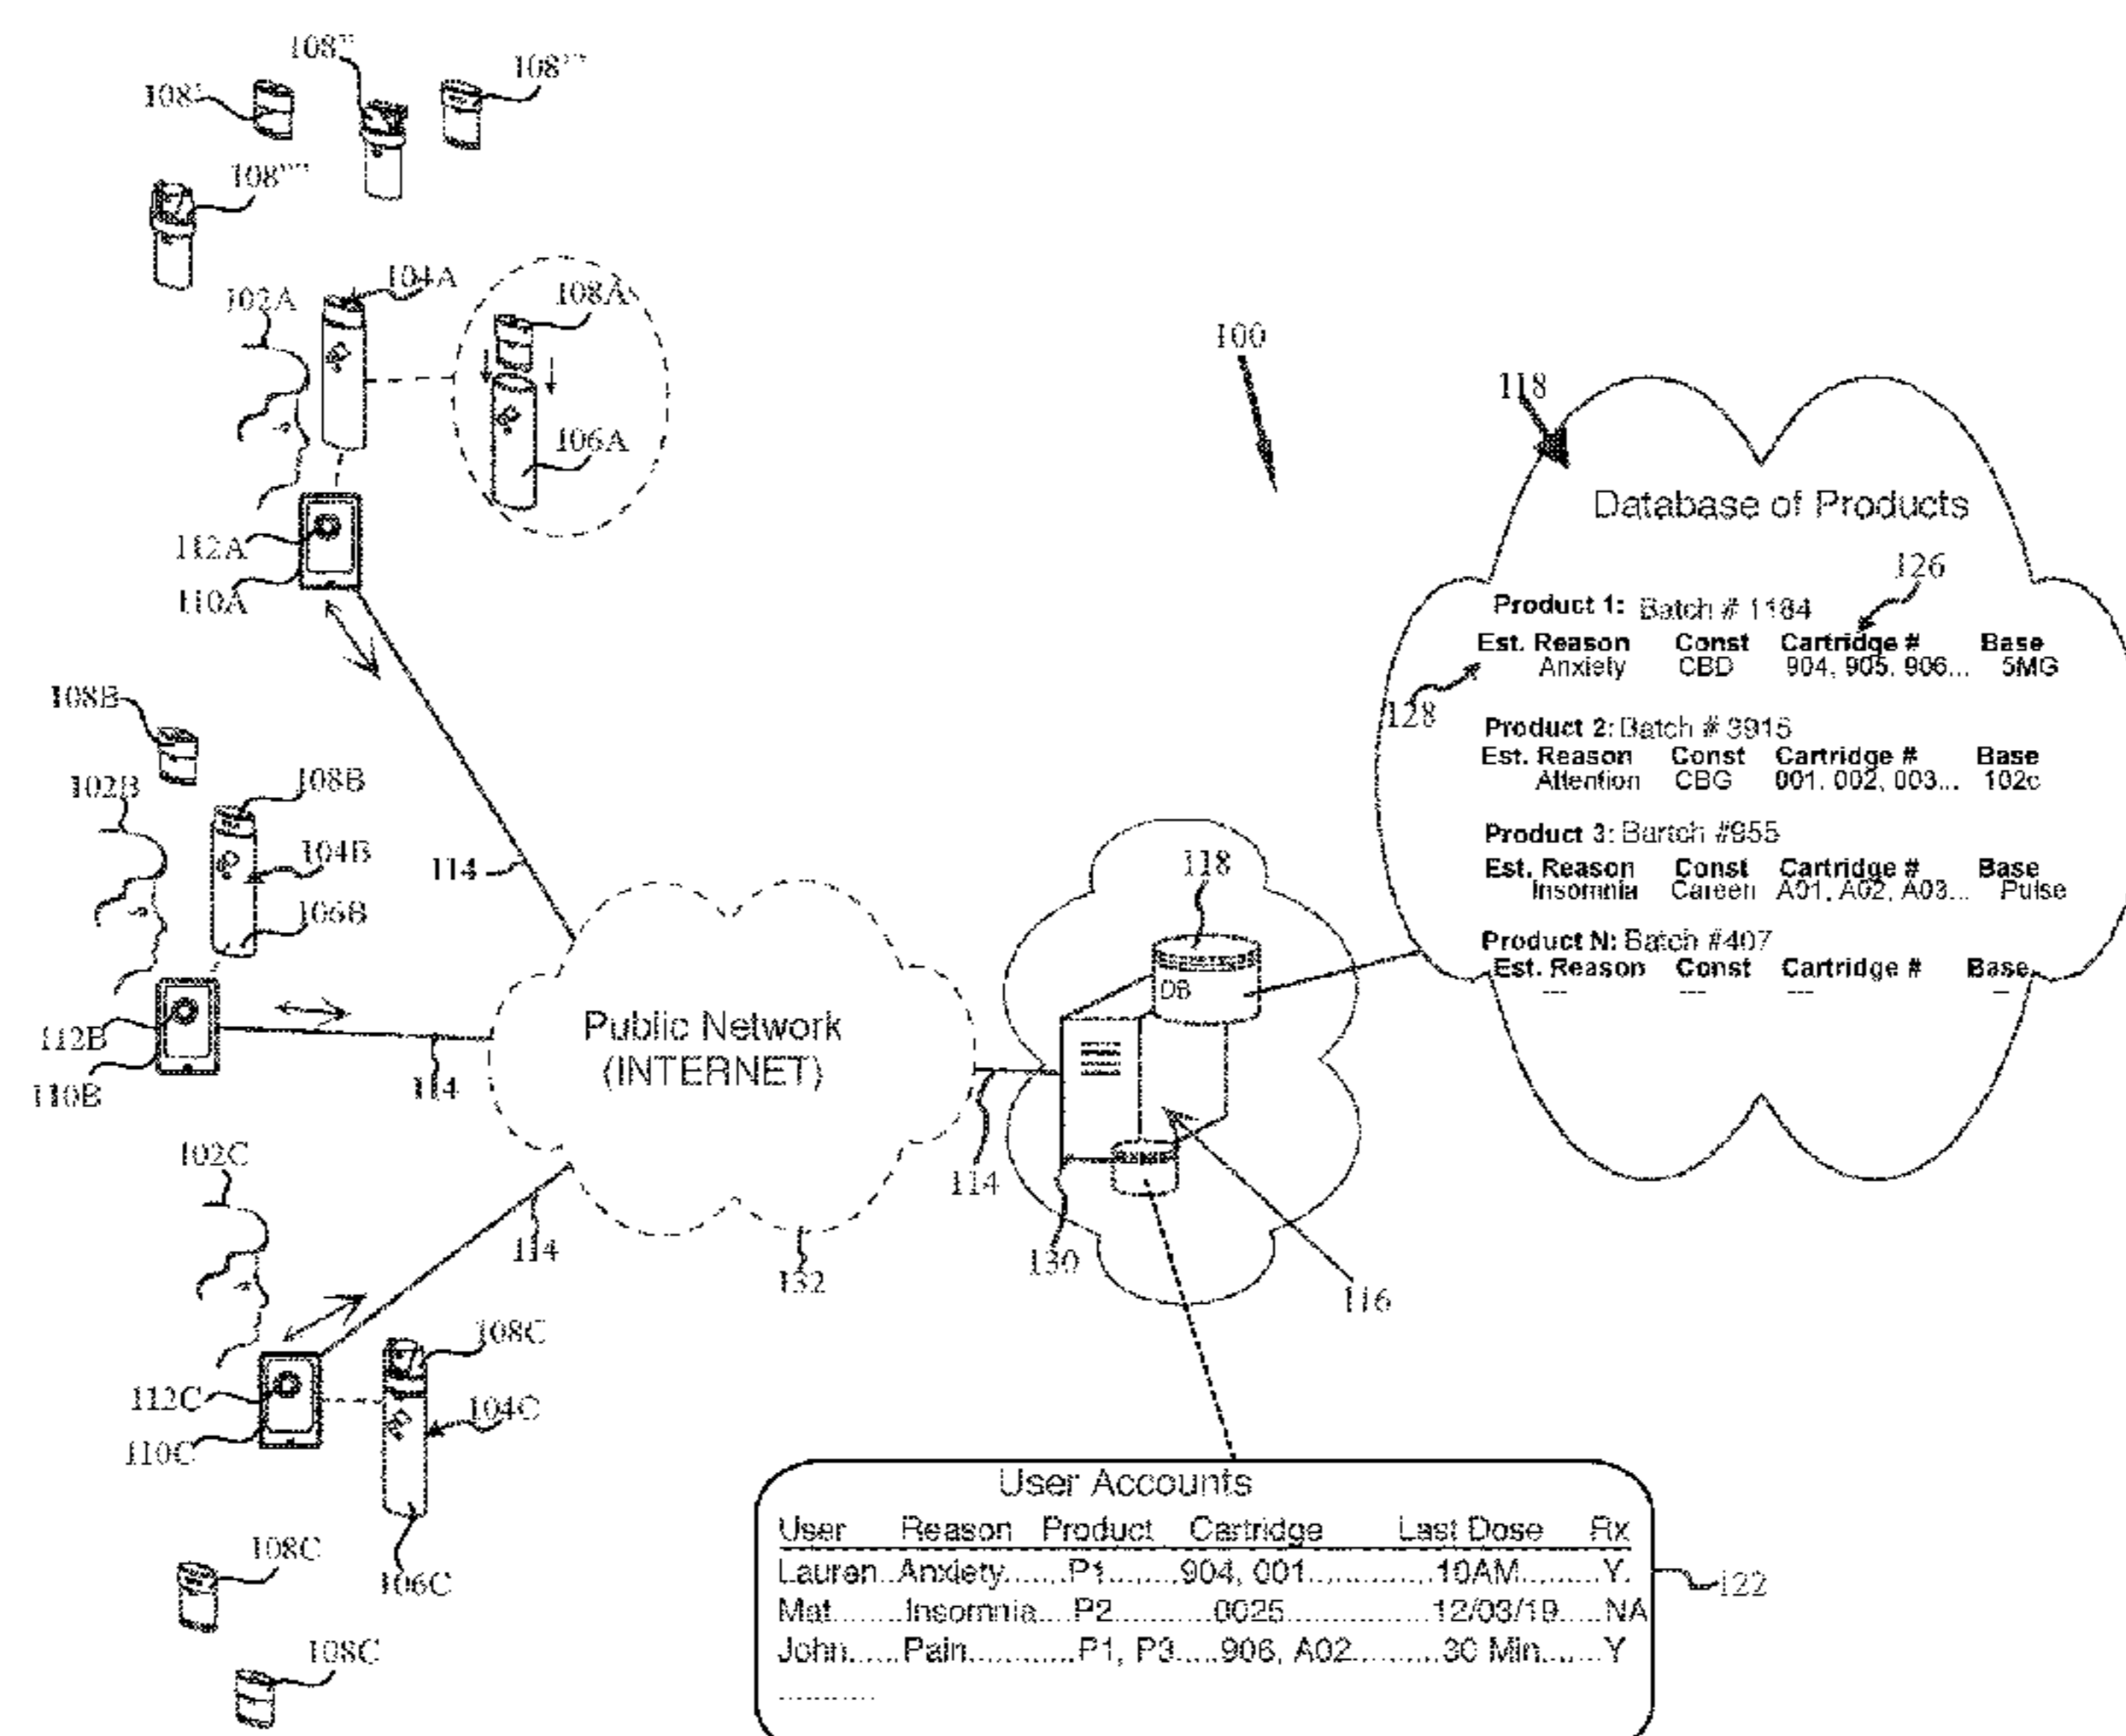 108"
108'
108'''
108''''
104A
102A
108A
106A
112A
110A
100
118
Database of Products
126
Product 1: Batch # 1184
Est. Reason Const Cartridge # Base
Anxiety CBD 904, 905, 906... 5MG
128
Product 2: Batch # 3915
Est. Reason Const Cartridge # Base
Attention CBG 001, 002, 003... 102c
Product 3: Bartch #955
Est. Reason Const Cartridge # Base
Insomnia Careen A01, A02, A03... Pulse
Product N: Batch #407
Est. Reason Const Cartridge # Base
--- --- --- --
108B
102B
108B
104B
106B
112B
110B
114
114
Public Network
(INTERNET)
118
DB
114
130
116
132
102C
114
108C
112C
104C
110C
106C
108C
108C
User Accounts
User Reason Product Cartridge Last Dose Rx
Lauren..Anxiety.......P1.......904, 001.............10AM........Y.
Mat........Insomnia....P2..........0025...............12/03/19.....NA
John......Pain............P1, P3.....906, A02..........30 Min......Y
...........
122